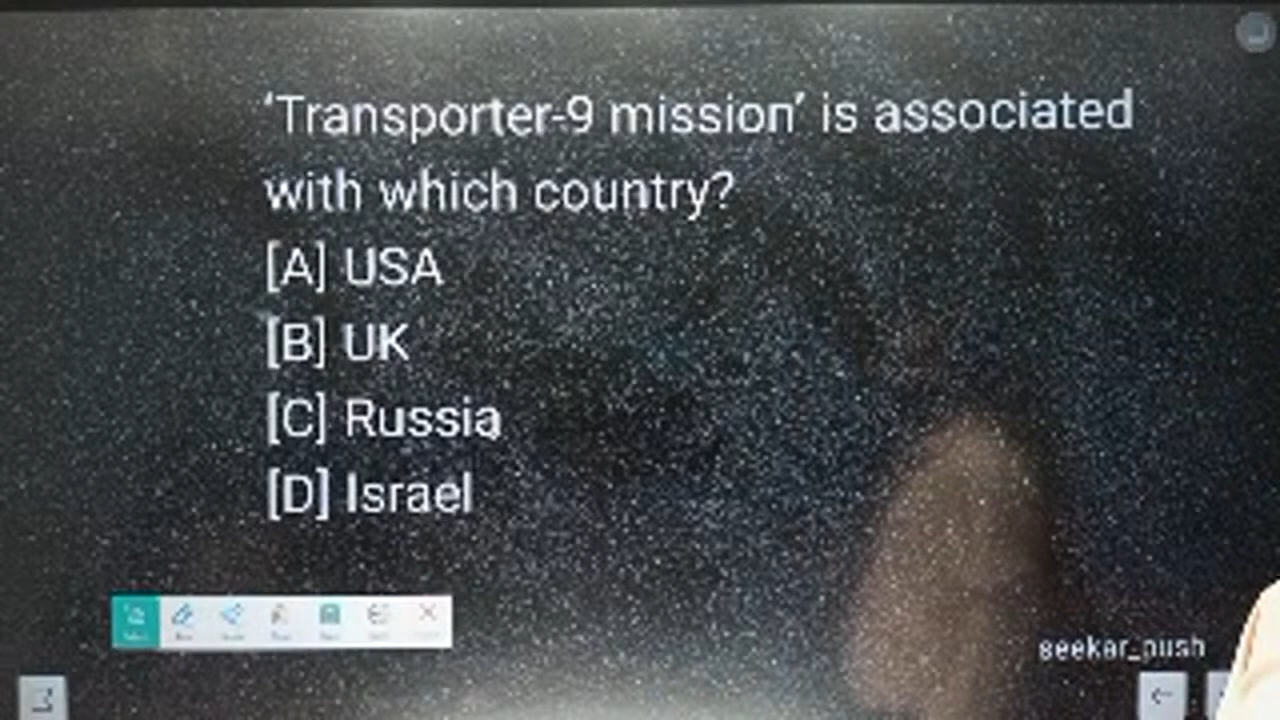 ‘Transporter-9 mission’ is associated
with which country?
[A] USA
[B] UK
[C] Russia
[D] Israel
seekar_push